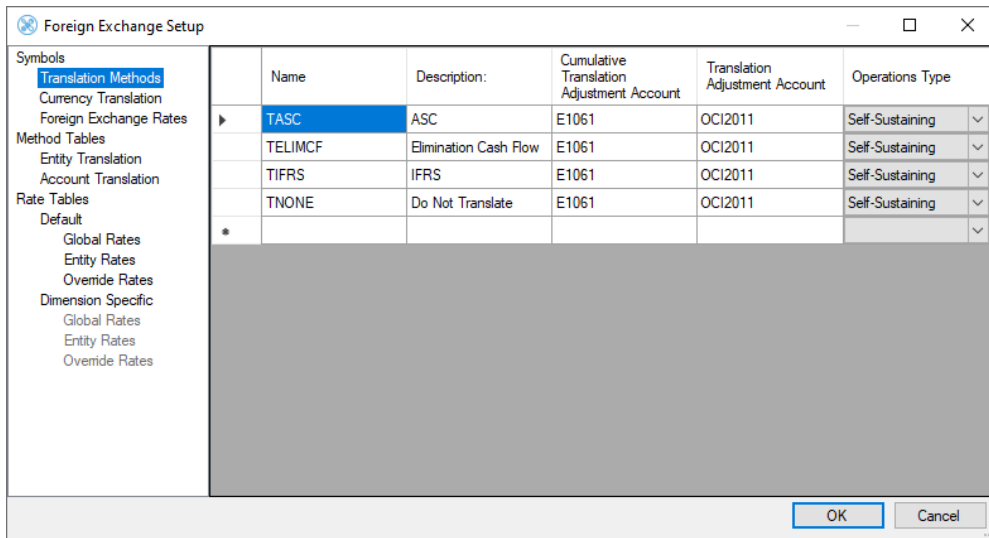 Foreign Exchange Setup
Symbols
Translation Methods
Currency Translation
Foreign Exchange Rates
Method Tables
Entity Translation
Account Translation
Rate Tables
Default
Global Rates
Entity Rates
Override Rates
Dimension Specific
Global Rates
Entity Rates
Override Rates
Name Description: Cumulative Translation Adjustment Account Translation Adjustment Account Operations Type
TASC ASC E1061 OCI2011 Self-Sustaining
TELIMCF Elimination Cash Flow E1061 OCI2011 Self-Sustaining
TIFRS IFRS E1061 OCI2011 Self-Sustaining
TNONE Do Not Translate E1061 OCI2011 Self-Sustaining
OK Cancel